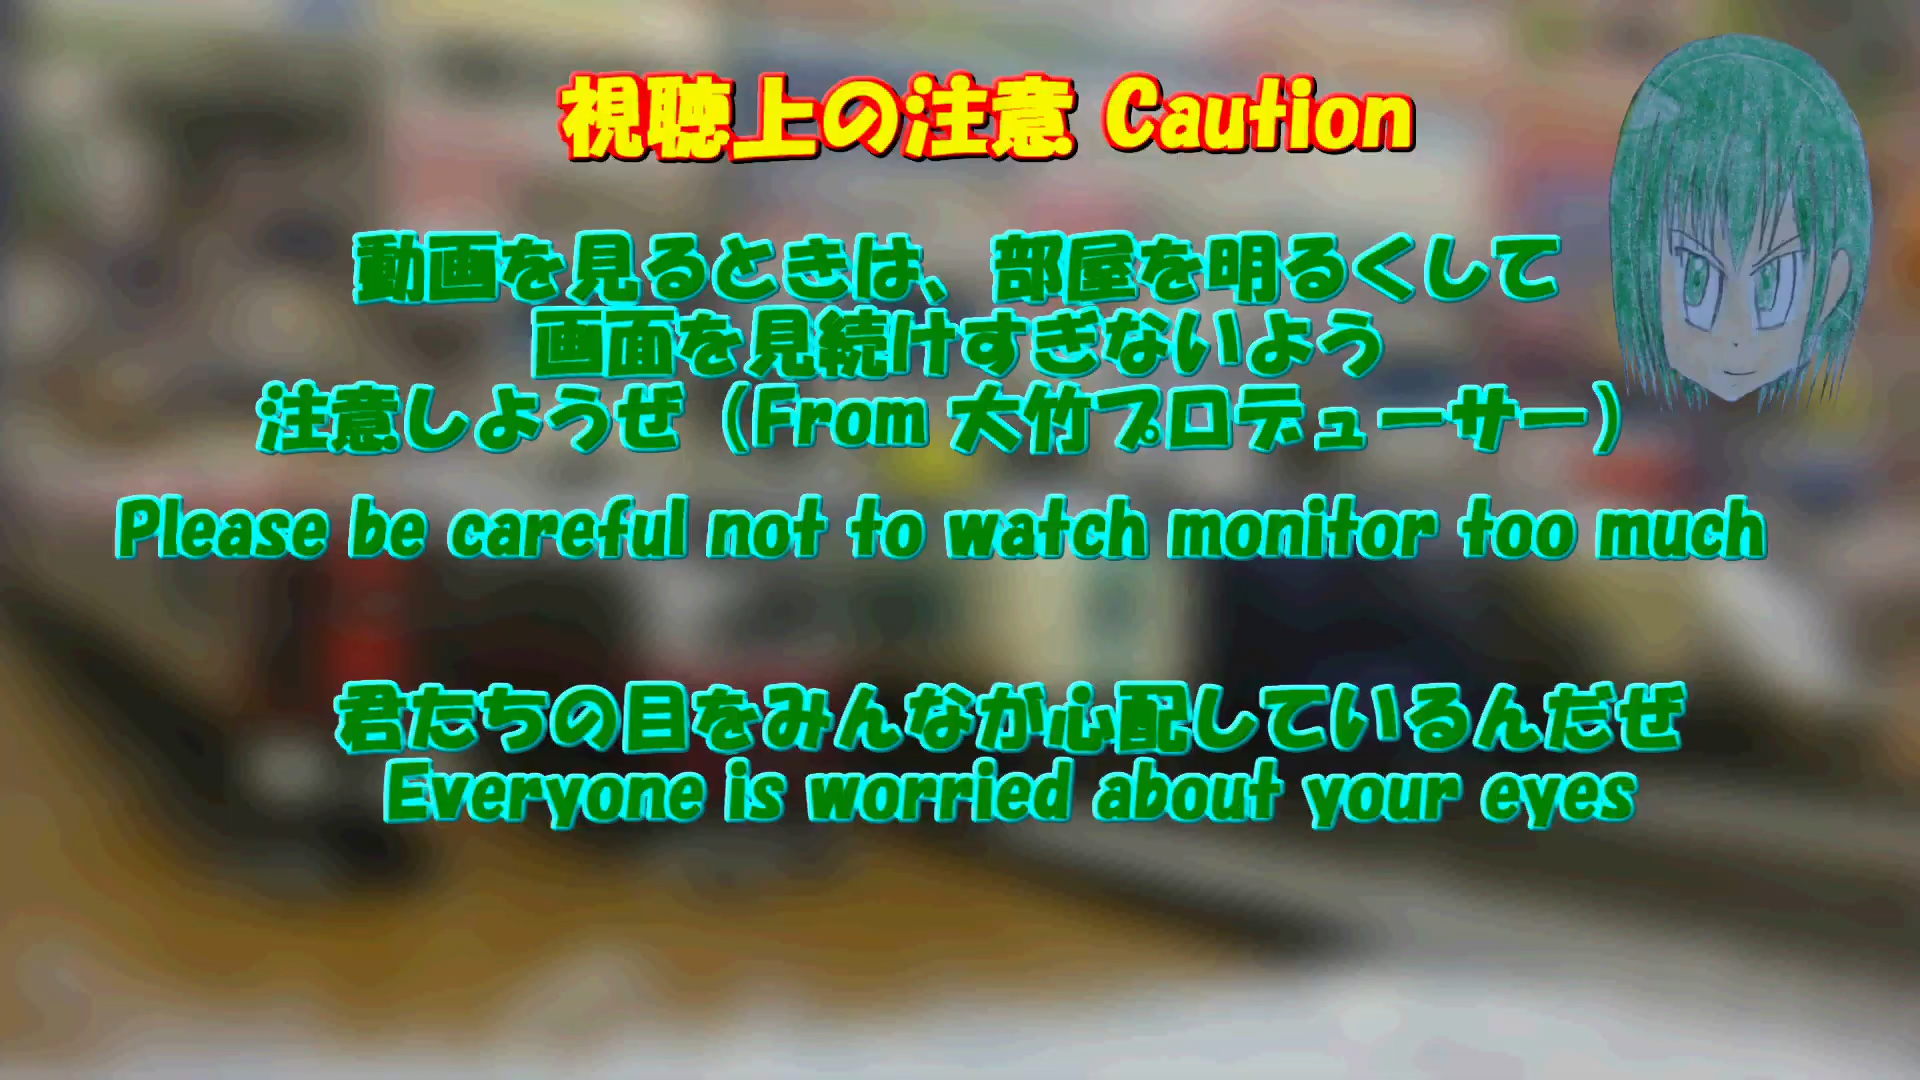 視聴上の注意 Caution
動画を見るときは、部屋を明るくして
画面を見続けすぎないよう
注意しようぜ（From 大竹プロデューサー）
Please be careful not to watch monitor too much
君たちの目をみんなが心配しているんだぜ
Everyone is worried about your eyes